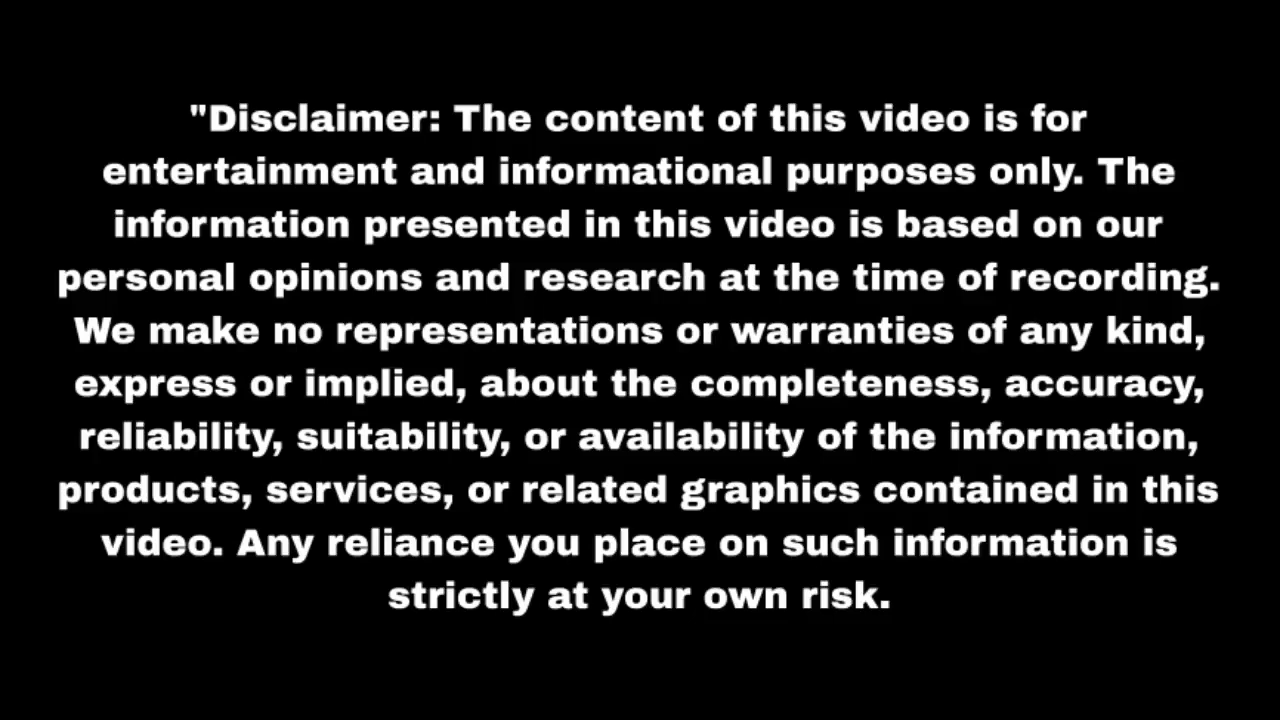 "Disclaimer: The content of this video is for
entertainment and informational purposes only. The
information presented in this video is based on our
personal opinions and research at the time of recording.
We make no representations or warranties of any kind,
express or implied, about the completeness, accuracy,
reliability, suitability, or availability of the information,
products, services, or related graphics contained in this
video. Any reliance you place on such information is
strictly at your own risk.